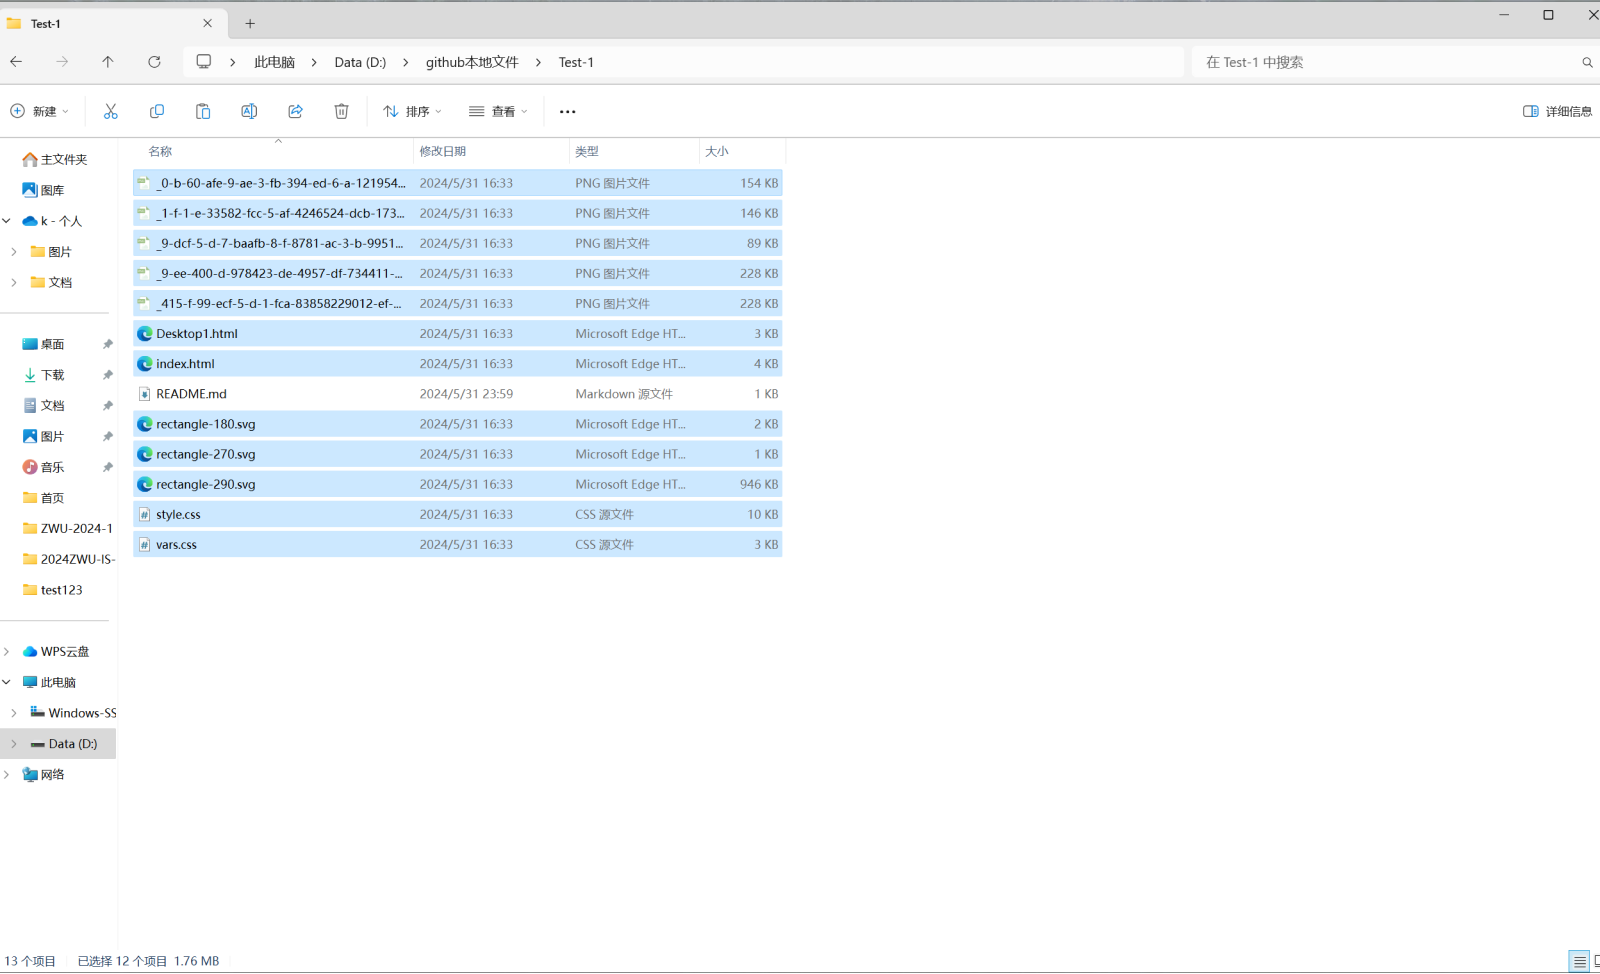 Test-1
此电脑 Data (D:) github本地文件 Test-1
在 Test-1 中搜索
新建 排序 查看 ··· 详细信息
名称 修改日期 类型 大小
_0-b-60-afe-9-ae-3-fb-394-ed-6-a-121954... 2024/5/31 16:33 PNG 图片文件 154 KB
_1-f-1-e-33582-fcc-5-af-4246524-dcb-173... 2024/5/31 16:33 PNG 图片文件 146 KB
_9-dcf-5-d-7-baafb-8-f-8781-ac-3-b-9951... 2024/5/31 16:33 PNG 图片文件 89 KB
_9-ee-400-d-978423-de-4957-df-734411-... 2024/5/31 16:33 PNG 图片文件 228 KB
_415-f-99-ecf-5-d-1-fca-83858229012-ef-... 2024/5/31 16:33 PNG 图片文件 228 KB
Desktop1.html 2024/5/31 16:33 Microsoft Edge HT... 3 KB
index.html 2024/5/31 16:33 Microsoft Edge HT... 4 KB
README.md 2024/5/31 23:59 Markdown 源文件 1 KB
rectangle-180.svg 2024/5/31 16:33 Microsoft Edge HT... 2 KB
rectangle-270.svg 2024/5/31 16:33 Microsoft Edge HT... 1 KB
rectangle-290.svg 2024/5/31 16:33 Microsoft Edge HT... 946 KB
style.css 2024/5/31 16:33 CSS 源文件 10 KB
vars.css 2024/5/31 16:33 CSS 源文件 3 KB
主文件夹
图库
k - 个人
图片
文档
桌面
下载
文档
图片
音乐
首页
ZWU-2024-1
2024ZWU-IS-
test123
WPS云盘
此电脑
Windows-SS
Data (D:)
网络
13 个项目 已选择 12 个项目 1.76 MB